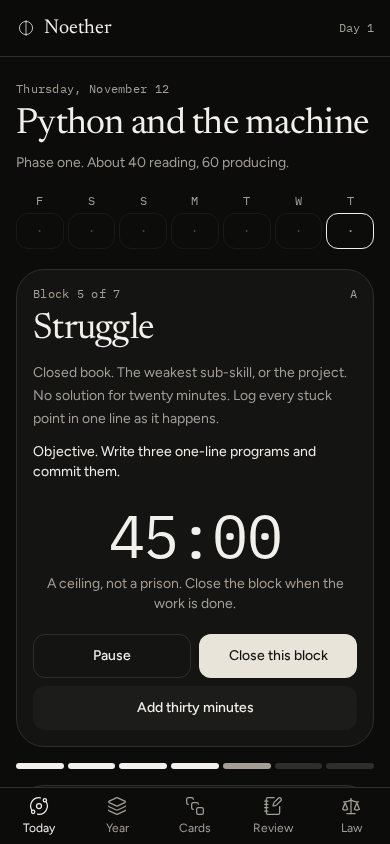 Noether
Day 1
Thursday, November 12
Python and the machine
Phase one. About 40 reading, 60 producing.
F S S M T W T
Block 5 of 7
A
Struggle
Closed book. The weakest sub-skill, or the project.
No solution for twenty minutes. Log every stuck
point in one line as it happens.
Objective. Write three one-line programs and
commit them.
45:00
A ceiling, not a prison. Close the block when the
work is done.
Pause
Close this block
Add thirty minutes
Today
Year
Cards
Review
Law